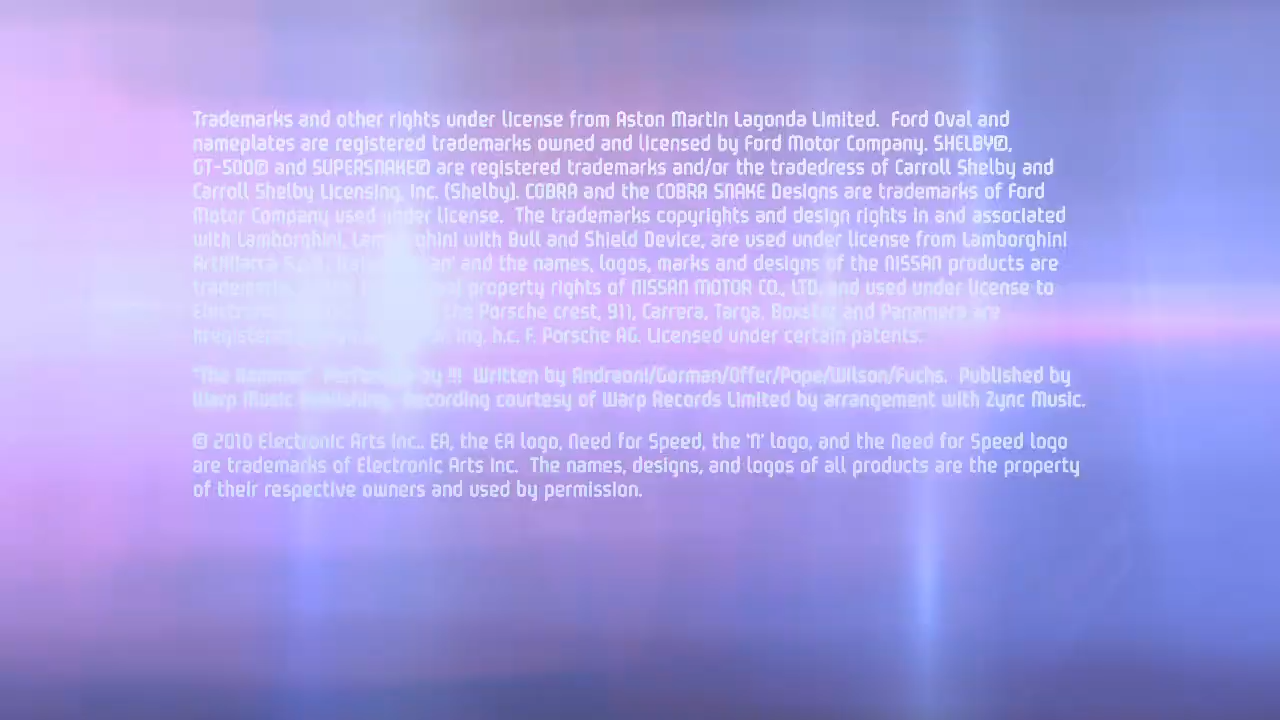 Trademarks and other rights under license from Aston Martin Lagonda Limited. Ford Oval and
nameplates are registered trademarks owned and licensed by Ford Motor Company. SHELBY®,
GT-500® and SUPERSNAKE® are registered trademarks and/or the tradedress of Carroll Shelby and
Carroll Shelby Licensing, Inc. (Shelby). COBRA and the COBRA SNAKE Designs are trademarks of Ford
Motor Company used under license. The trademarks copyrights and design rights in and associated
with Lamborghini, Lamborghini with Bull and Shield Device, are used under license from Lamborghini
ArtiMarca and the names, logos, marks and designs of the NISSAN products are
property rights of NISSAN MOTOR CO., LTD. and used under license to
the Porsche crest, 911, Carrera, Targa, Boxster and Panamera are
Ing. h.c. F. Porsche AG. Licensed under certain patents.
Performed by !!! Written by Andreoni/Gorman/Offer/Pope/Wilson/Fuchs. Published by
Warp Music Publishing. Recording courtesy of Warp Records Limited by arrangement with Zync Music.
© 2010 Electronic Arts Inc.. EA, the EA logo, Need for Speed, the 'N' logo, and the Need for Speed logo
are trademarks of Electronic Arts Inc. The names, designs, and logos of all products are the property
of their respective owners and used by permission.